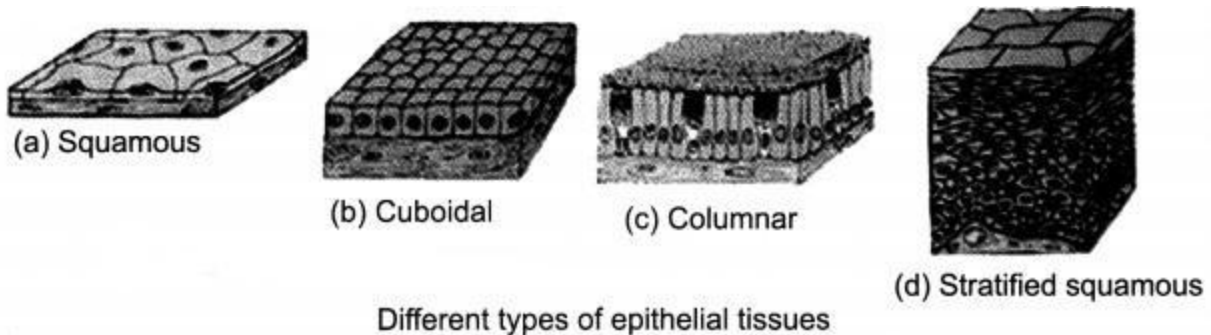 (a) Squamous
(b) Cuboidal
(c) Columnar
(d) Stratified squamous
Different types of epithelial tissues